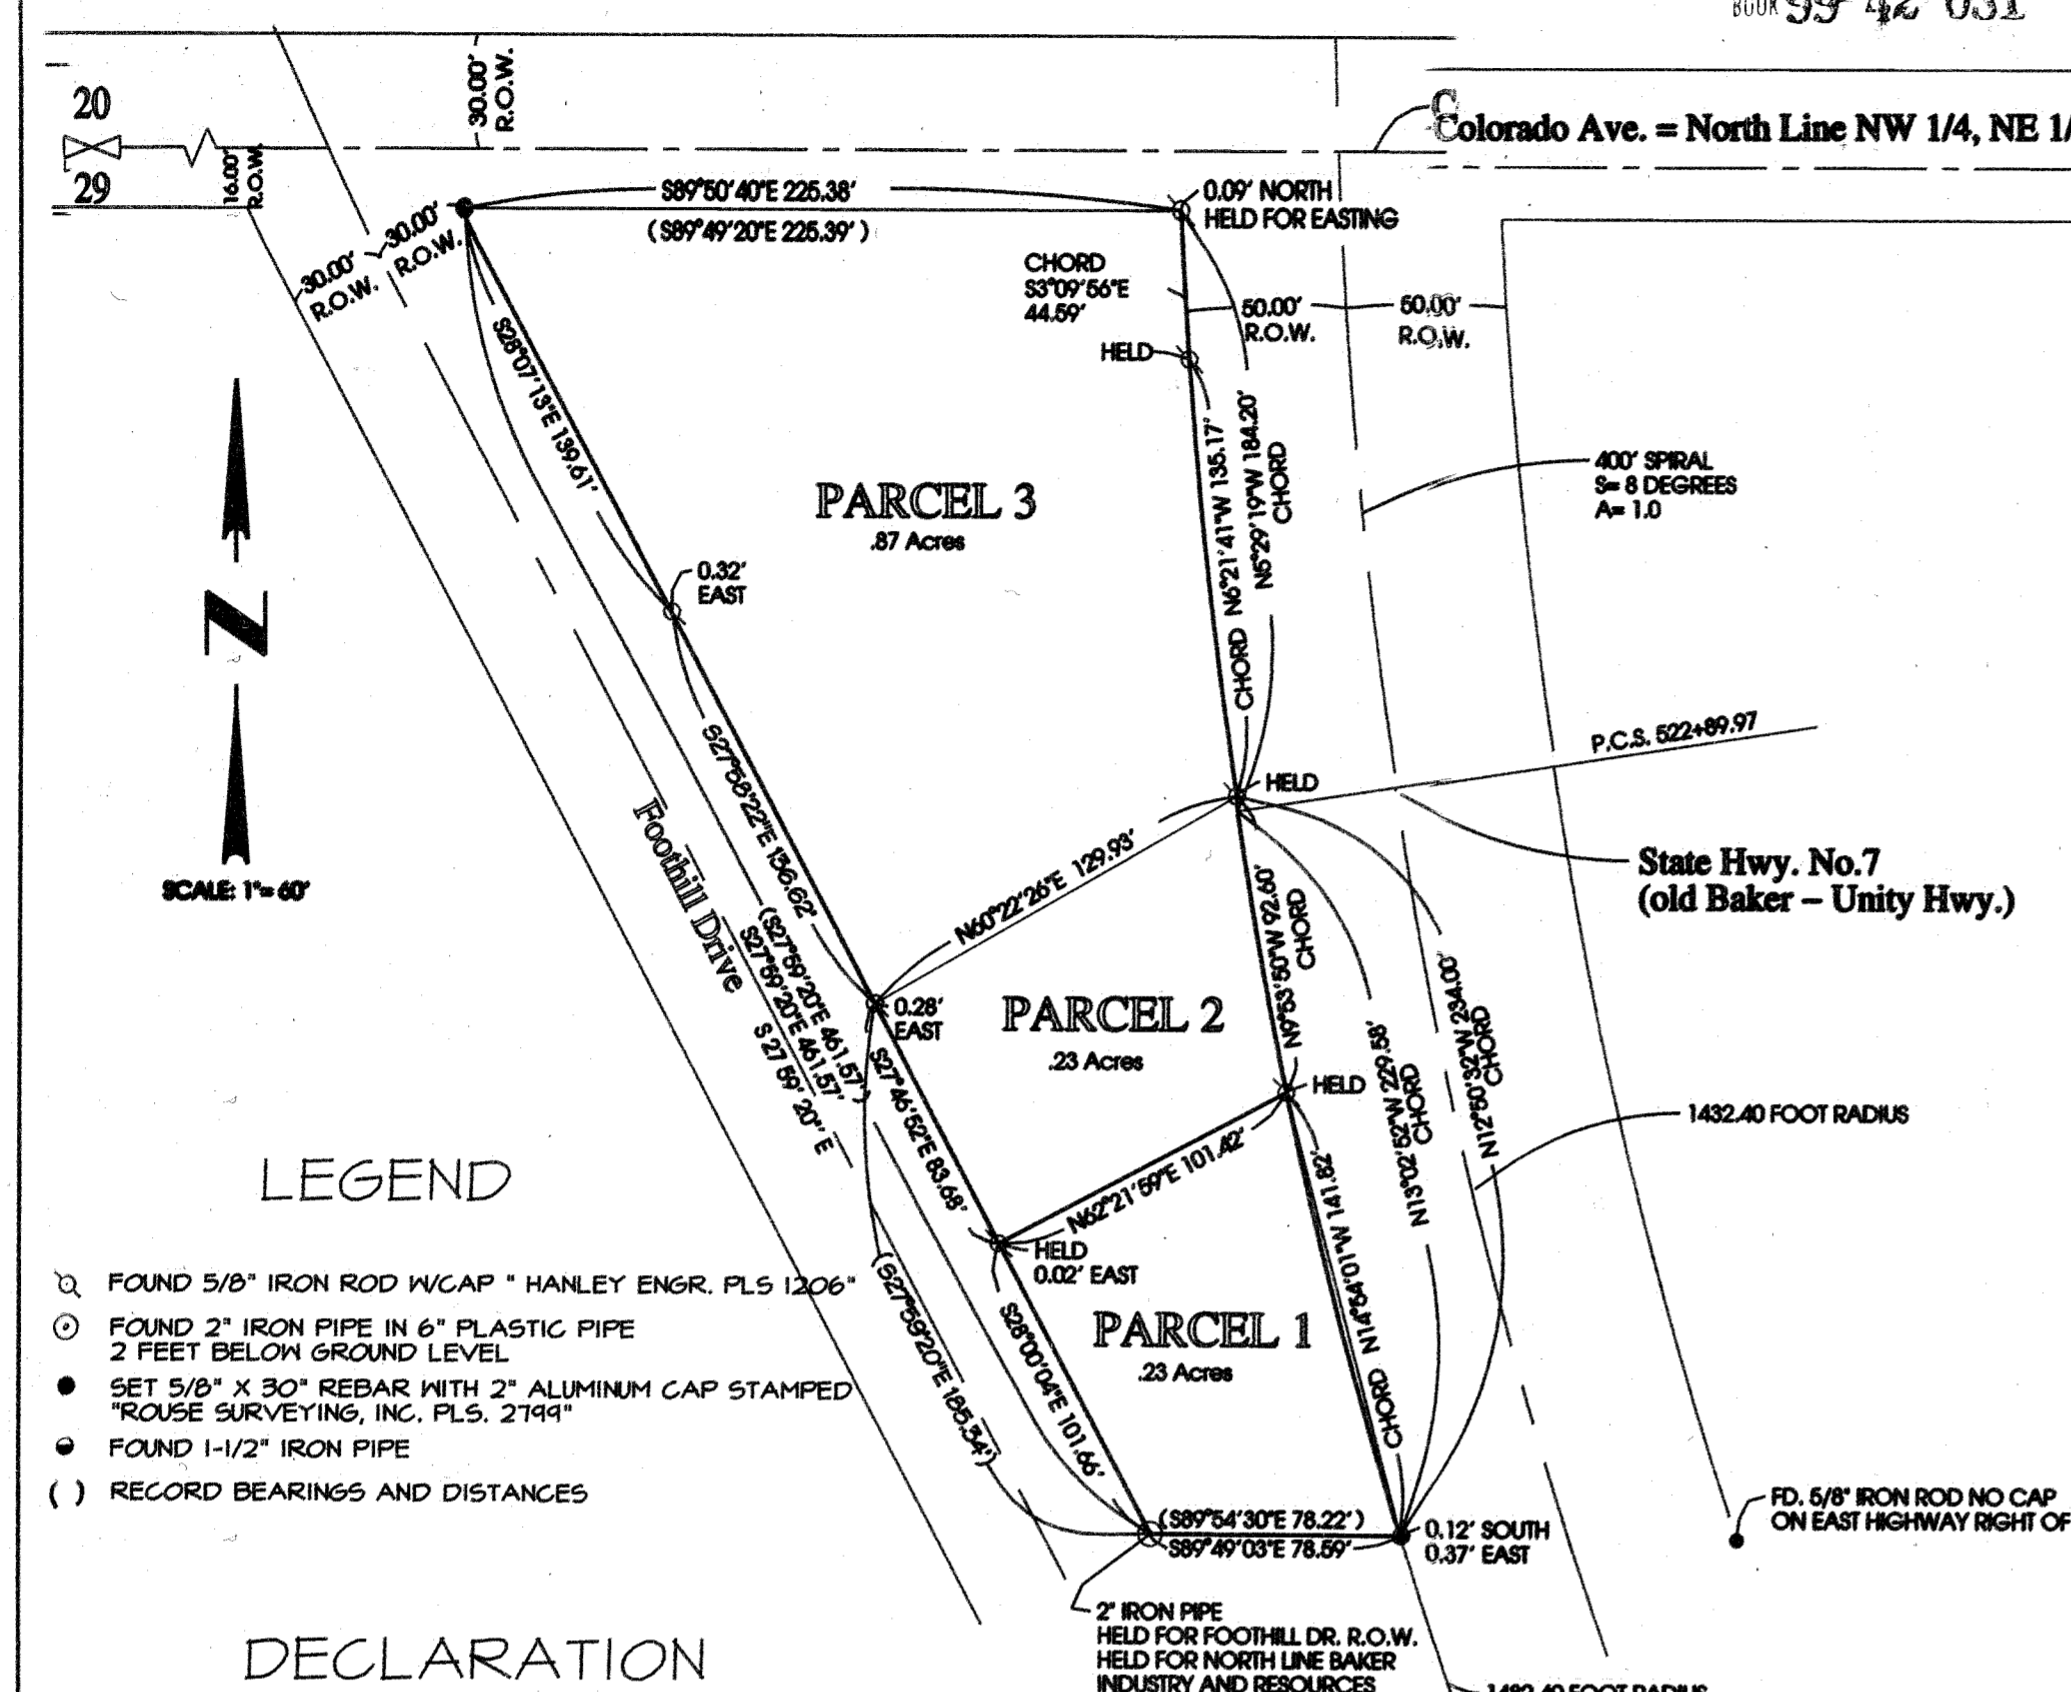 BOOK 99 42 031
20
29
16.00'
R.O.W.
30.00'
R.O.W.
C
Colorado Ave. = North Line NW 1/4, NE 1/
30.00'
R.O.W.
30.00'
R.O.W.
S89°50'40"E 225.38'
(S89°49'20"E 225.39')
0.09' NORTH
HELD FOR EASTING
CHORD
S3°09'56"E
44.59'
HELD
50.00'
R.O.W.
50.00'
R.O.W.
S28°07'13"E 139.61'
CHORD N6°21'41"W 135.17'
N5°29'19"W 184.20'
CHORD
400' SPIRAL
S= 8 DEGREES
A= 1.0
PARCEL 3
.87 Acres
0.32'
EAST
N
SCALE: 1"= 60'
S27°58'22"E 136.62'
Foothill Drive
(S27°59'20"E 461.57')
S27°59'20"E 461.57'
S 27 59' 20" E
P.C.S. 522+89.97
HELD
State Hwy. No.7
(old Baker – Unity Hwy.)
N60°22'26"E 129.93'
N9°53'50"W 92.60'
CHORD
0.28'
EAST
PARCEL 2
.23 Acres
S27°46'52"E 83.68'
HELD
N13°02'52"W 229.58'
CHORD
N12°50'32"W 234.00'
CHORD
1432.40 FOOT RADIUS
N62°21'59"E 101.42'
HELD
0.02' EAST
CHORD N14°54'01"W 141.82'
PARCEL 1
.23 Acres
S28°00'04"E 101.66'
(S27°59'20"E 185.34')
LEGEND
FOUND 5/8" IRON ROD W/CAP " HANLEY ENGR. PLS 1206"
FOUND 2" IRON PIPE IN 6" PLASTIC PIPE
2 FEET BELOW GROUND LEVEL
SET 5/8" X 30" REBAR WITH 2" ALUMINUM CAP STAMPED
"ROUSE SURVEYING, INC. PLS. 2799"
FOUND 1-1/2" IRON PIPE
( ) RECORD BEARINGS AND DISTANCES
(S89°54'30"E 78.22')
S89°49'03"E 78.59'
0.12' SOUTH
0.37' EAST
FD. 5/8" IRON ROD NO CAP
ON EAST HIGHWAY RIGHT OF
2" IRON PIPE
HELD FOR FOOTHILL DR. R.O.W.
HELD FOR NORTH LINE BAKER
INDUSTRY AND RESOURCES
1482.40 FOOT RADIUS
DECLARATION